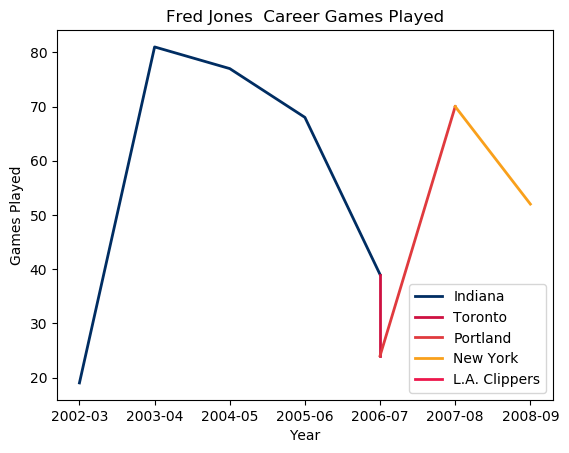 Fred Jones  Career Games Played
Games Played
80
70
60
50
40
30
20
Indiana
Toronto
Portland
New York
L.A. Clippers
2002-03 2003-04 2004-05 2005-06 2006-07 2007-08 2008-09
Year